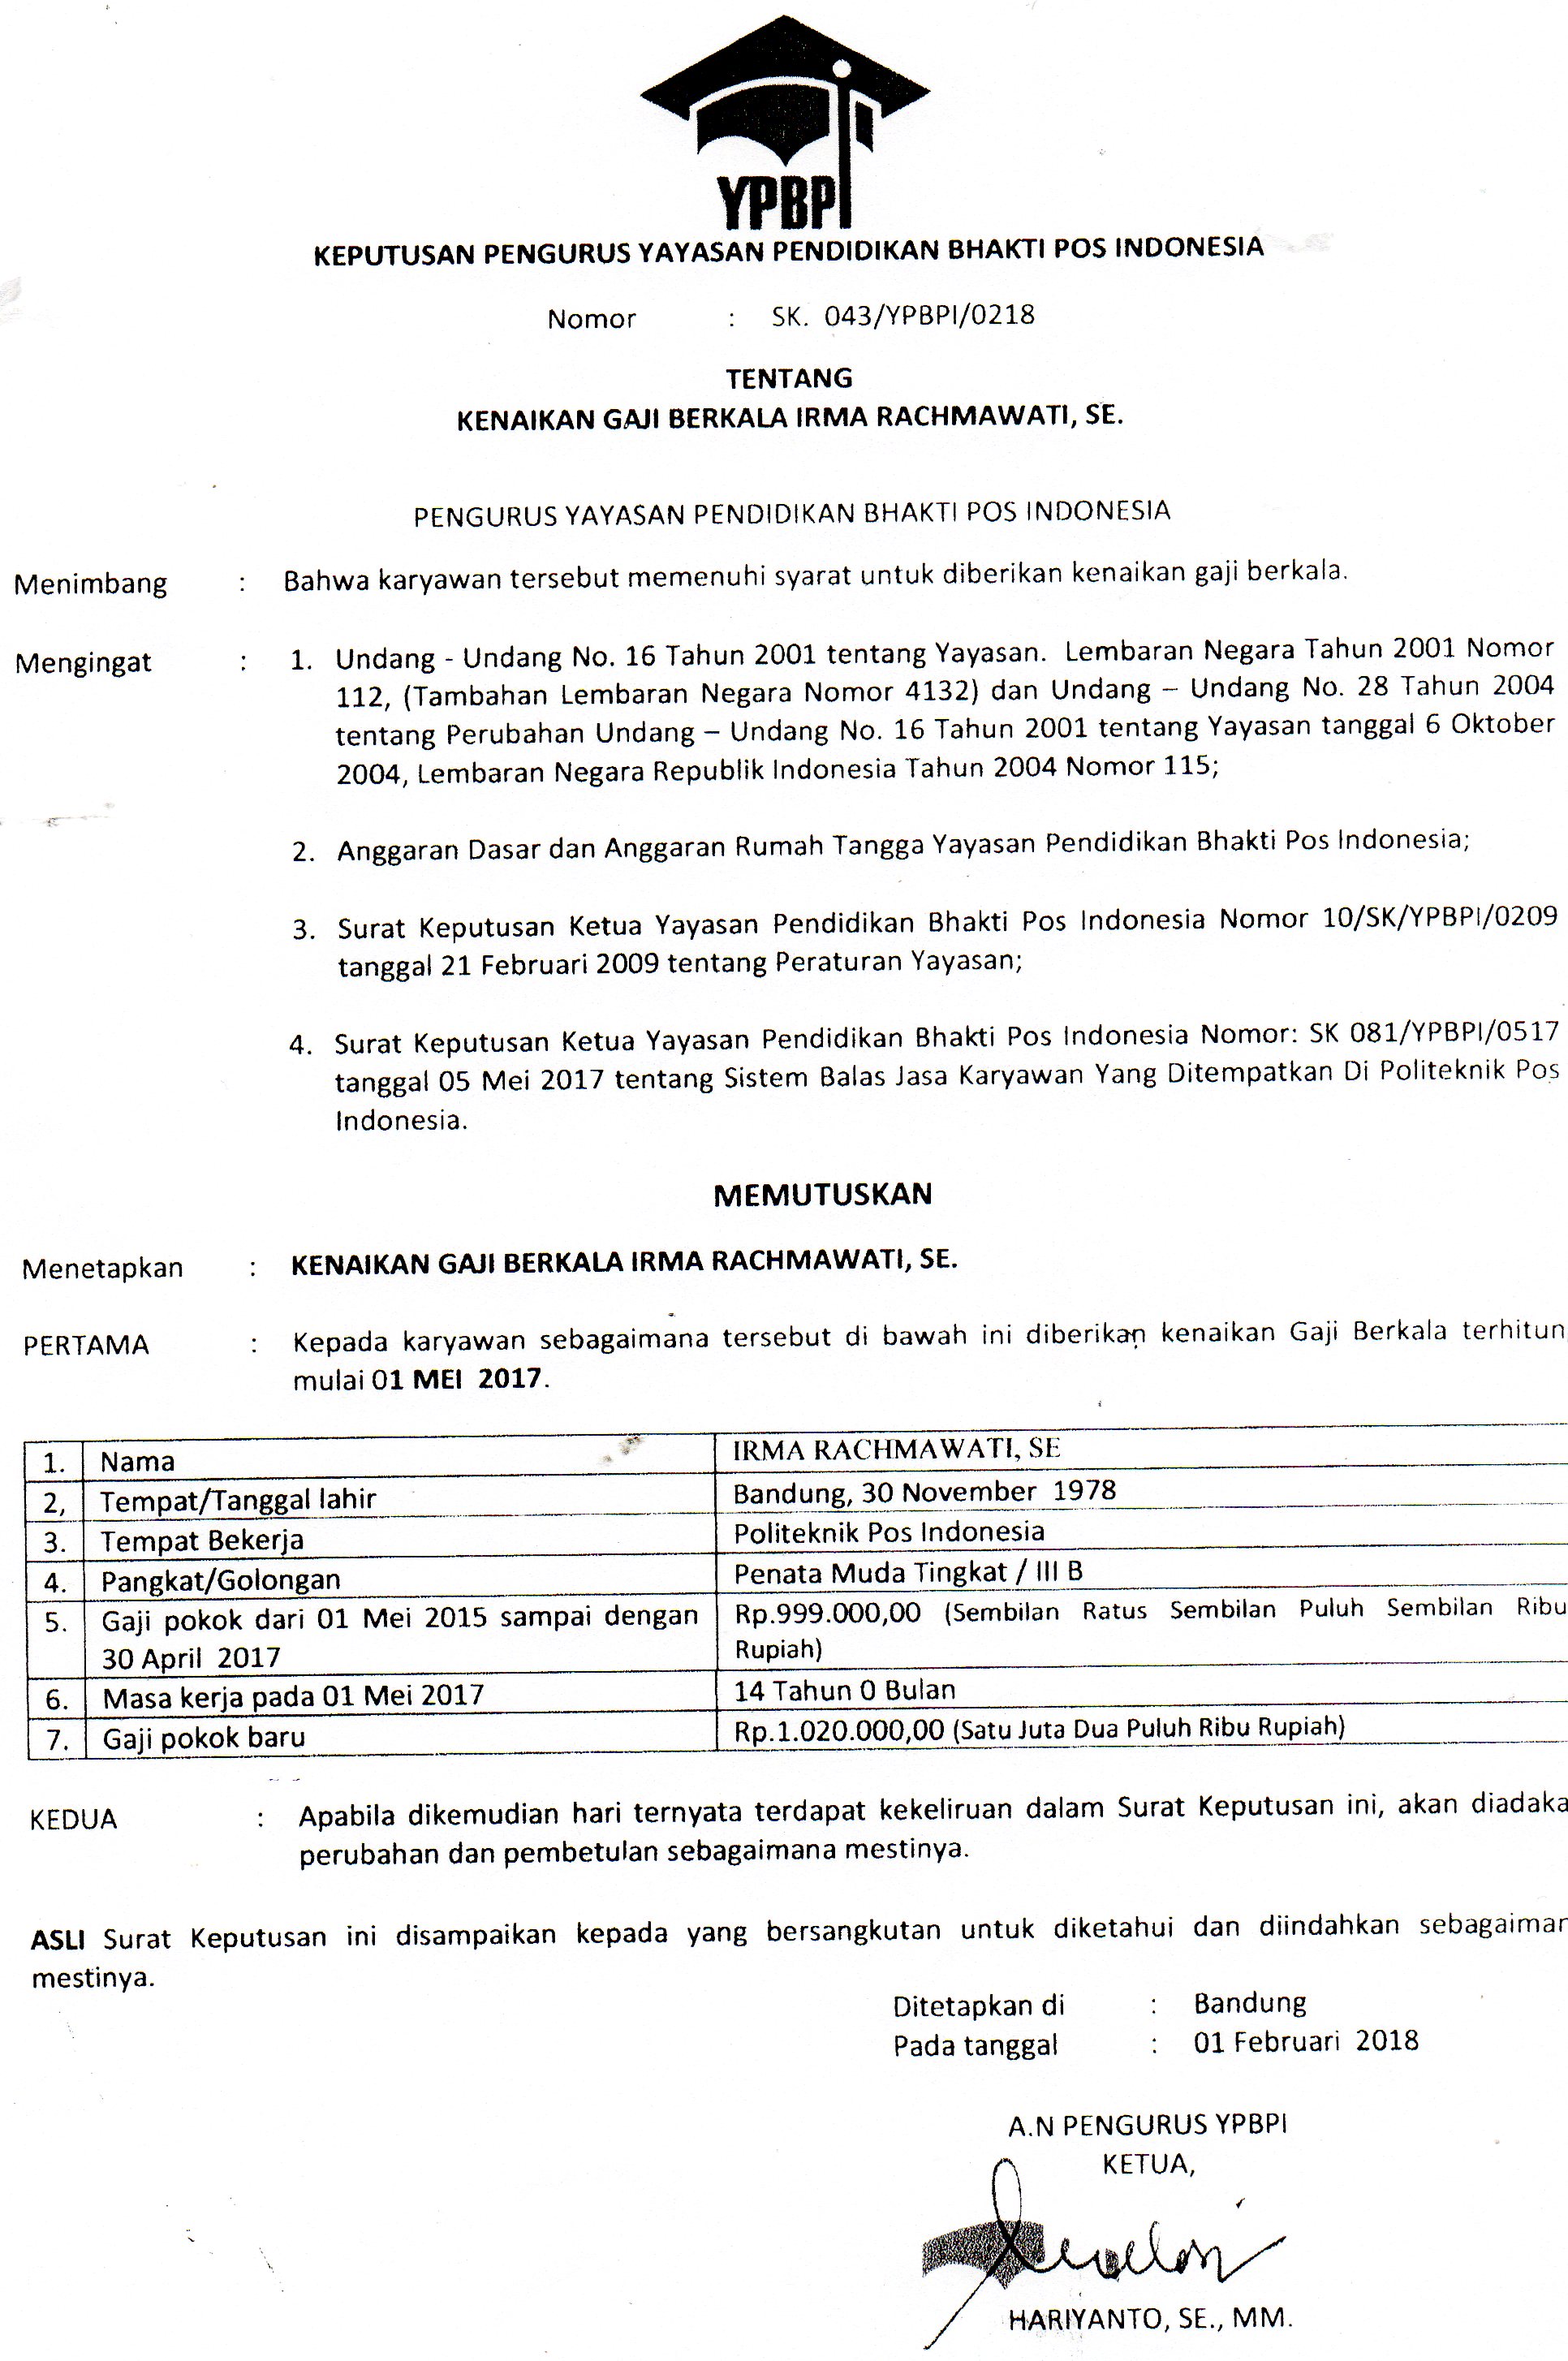 YPBPI
KEPUTUSAN PENGURUS YAYASAN PENDIDIKAN BHAKTI POS INDONESIA
Nomor : SK. 043/YPBPI/0218
TENTANG
KENAIKAN GAJI BERKALA IRMA RACHMAWATI, SE.
PENGURUS YAYASAN PENDIDIKAN BHAKTI POS INDONESIA
Menimbang : Bahwa karyawan tersebut memenuhi syarat untuk diberikan kenaikan gaji berkala.
Mengingat : 1. Undang - Undang No. 16 Tahun 2001 tentang Yayasan. Lembaran Negara Tahun 2001 Nomor
112, (Tambahan Lembaran Negara Nomor 4132) dan Undang – Undang No. 28 Tahun 2004
tentang Perubahan Undang – Undang No. 16 Tahun 2001 tentang Yayasan tanggal 6 Oktober
2004, Lembaran Negara Republik Indonesia Tahun 2004 Nomor 115;
2. Anggaran Dasar dan Anggaran Rumah Tangga Yayasan Pendidikan Bhakti Pos Indonesia;
3. Surat Keputusan Ketua Yayasan Pendidikan Bhakti Pos Indonesia Nomor 10/SK/YPBPI/0209
tanggal 21 Februari 2009 tentang Peraturan Yayasan;
4. Surat Keputusan Ketua Yayasan Pendidikan Bhakti Pos Indonesia Nomor: SK 081/YPBPI/0517
tanggal 05 Mei 2017 tentang Sistem Balas Jasa Karyawan Yang Ditempatkan Di Politeknik Pos
Indonesia.
MEMUTUSKAN
Menetapkan : KENAIKAN GAJI BERKALA IRMA RACHMAWATI, SE.
PERTAMA : Kepada karyawan sebagaimana tersebut di bawah ini diberikan kenaikan Gaji Berkala terhitun
mulai 01 MEI 2017.
1. Nama IRMA RACHMAWATI, SE
2, Tempat/Tanggal lahir Bandung, 30 November 1978
3. Tempat Bekerja Politeknik Pos Indonesia
4. Pangkat/Golongan Penata Muda Tingkat / III B
5. Gaji pokok dari 01 Mei 2015 sampai dengan Rp.999.000,00 (Sembilan Ratus Sembilan Puluh Sembilan Ribu
30 April 2017 Rupiah)
6. Masa kerja pada 01 Mei 2017 14 Tahun 0 Bulan
7. Gaji pokok baru Rp.1.020.000,00 (Satu Juta Dua Puluh Ribu Rupiah)
KEDUA : Apabila dikemudian hari ternyata terdapat kekeliruan dalam Surat Keputusan ini, akan diadaka
perubahan dan pembetulan sebagaimana mestinya.
ASLI Surat Keputusan ini disampaikan kepada yang bersangkutan untuk diketahui dan diindahkan sebagaiman
mestinya.
Ditetapkan di : Bandung
Pada tanggal : 01 Februari 2018
A.N PENGURUS YPBPI
KETUA,
HARIYANTO, SE., MM.